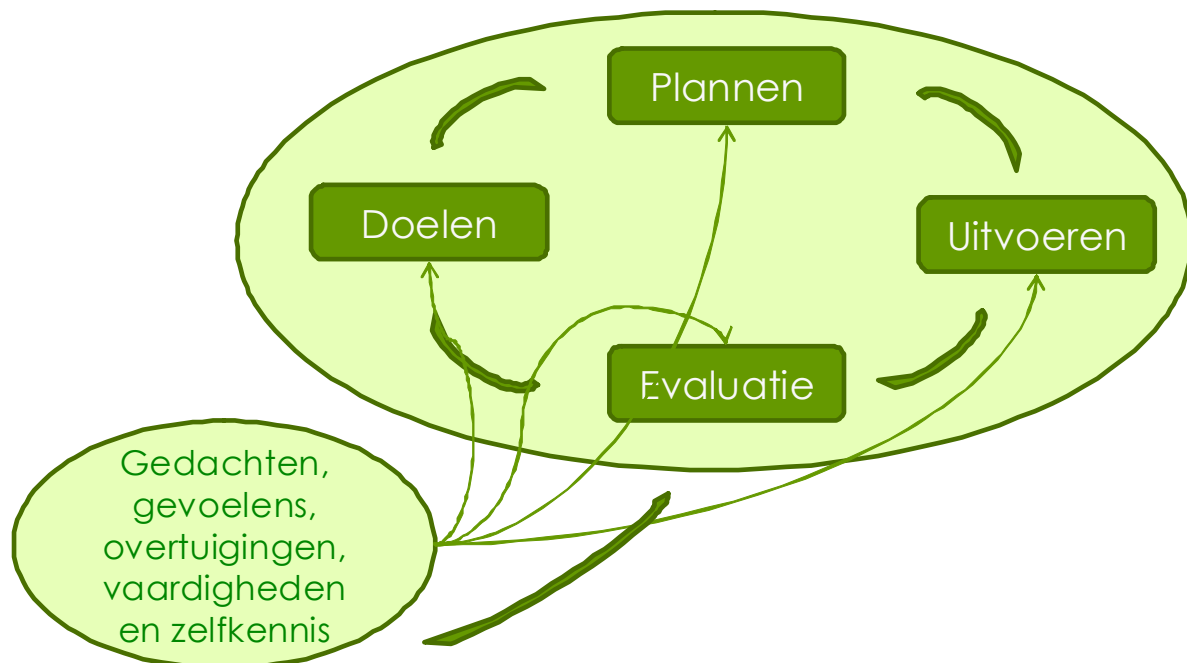 Plannen
Doelen
Uitvoeren
Evaluatie
Gedachten,
gevoelens,
overtuigingen,
vaardigheden
en zelfkennis